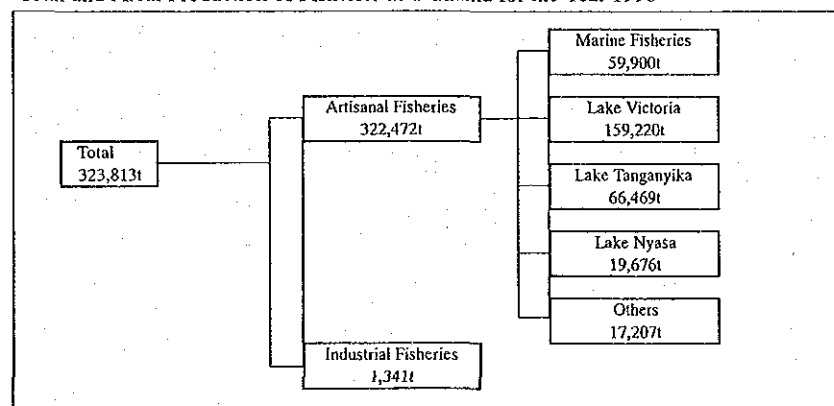 Marine Fisheries
59,900t
Artisanal Fisheries
322,472t
Lake Victoria
159,220t
Total
323,813t
Lake Tanganyika
66,469t
Lake Nyasa
19,676t
Others
17,207t
Industrial Fisheries
1,341t